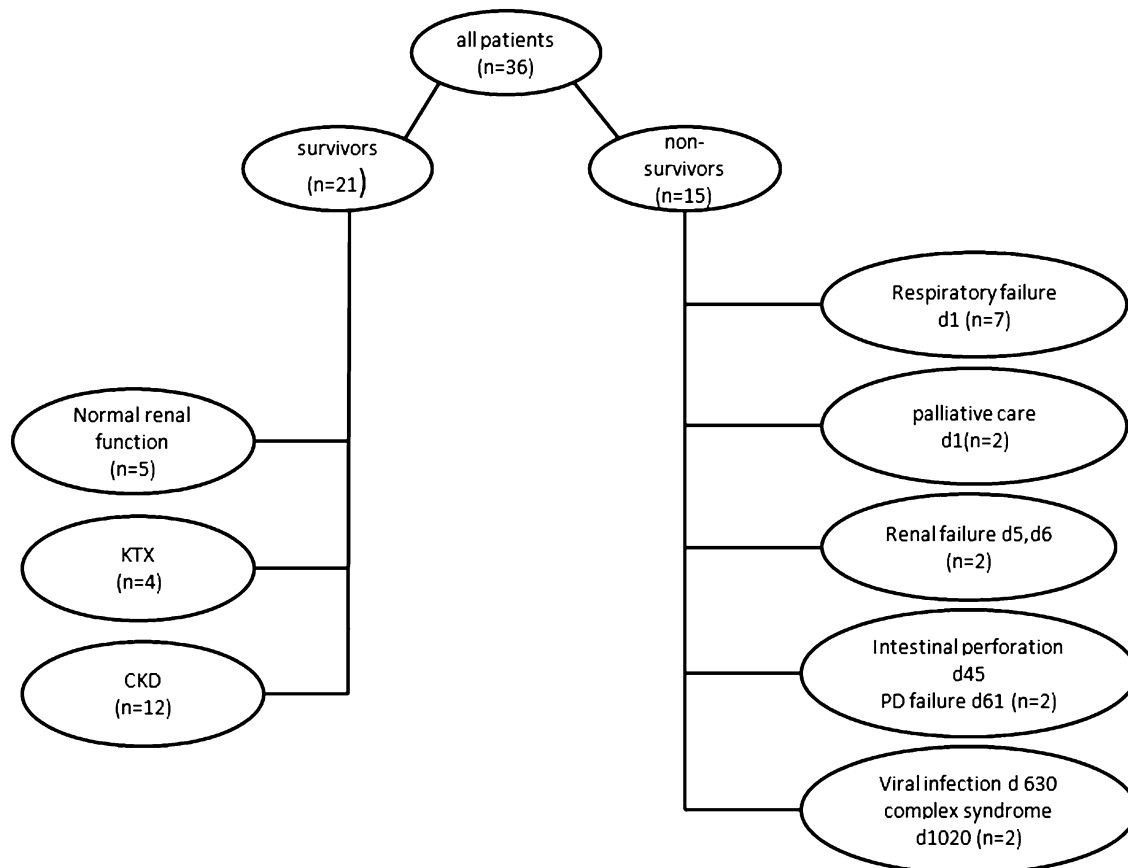 all patients
(n=36)
survivors
(n=21)
non-
survivors
(n=15)
Respiratory failure
d1 (n=7)
palliative care
d1(n=2)
Normal renal
function
(n=5)
Renal failure d5,d6
(n=2)
KTX
(n=4)
Intestinal perforation
d45
PD failure d61 (n=2)
CKD
(n=12)
Viral infection d 630
complex syndrome
d1020 (n=2)